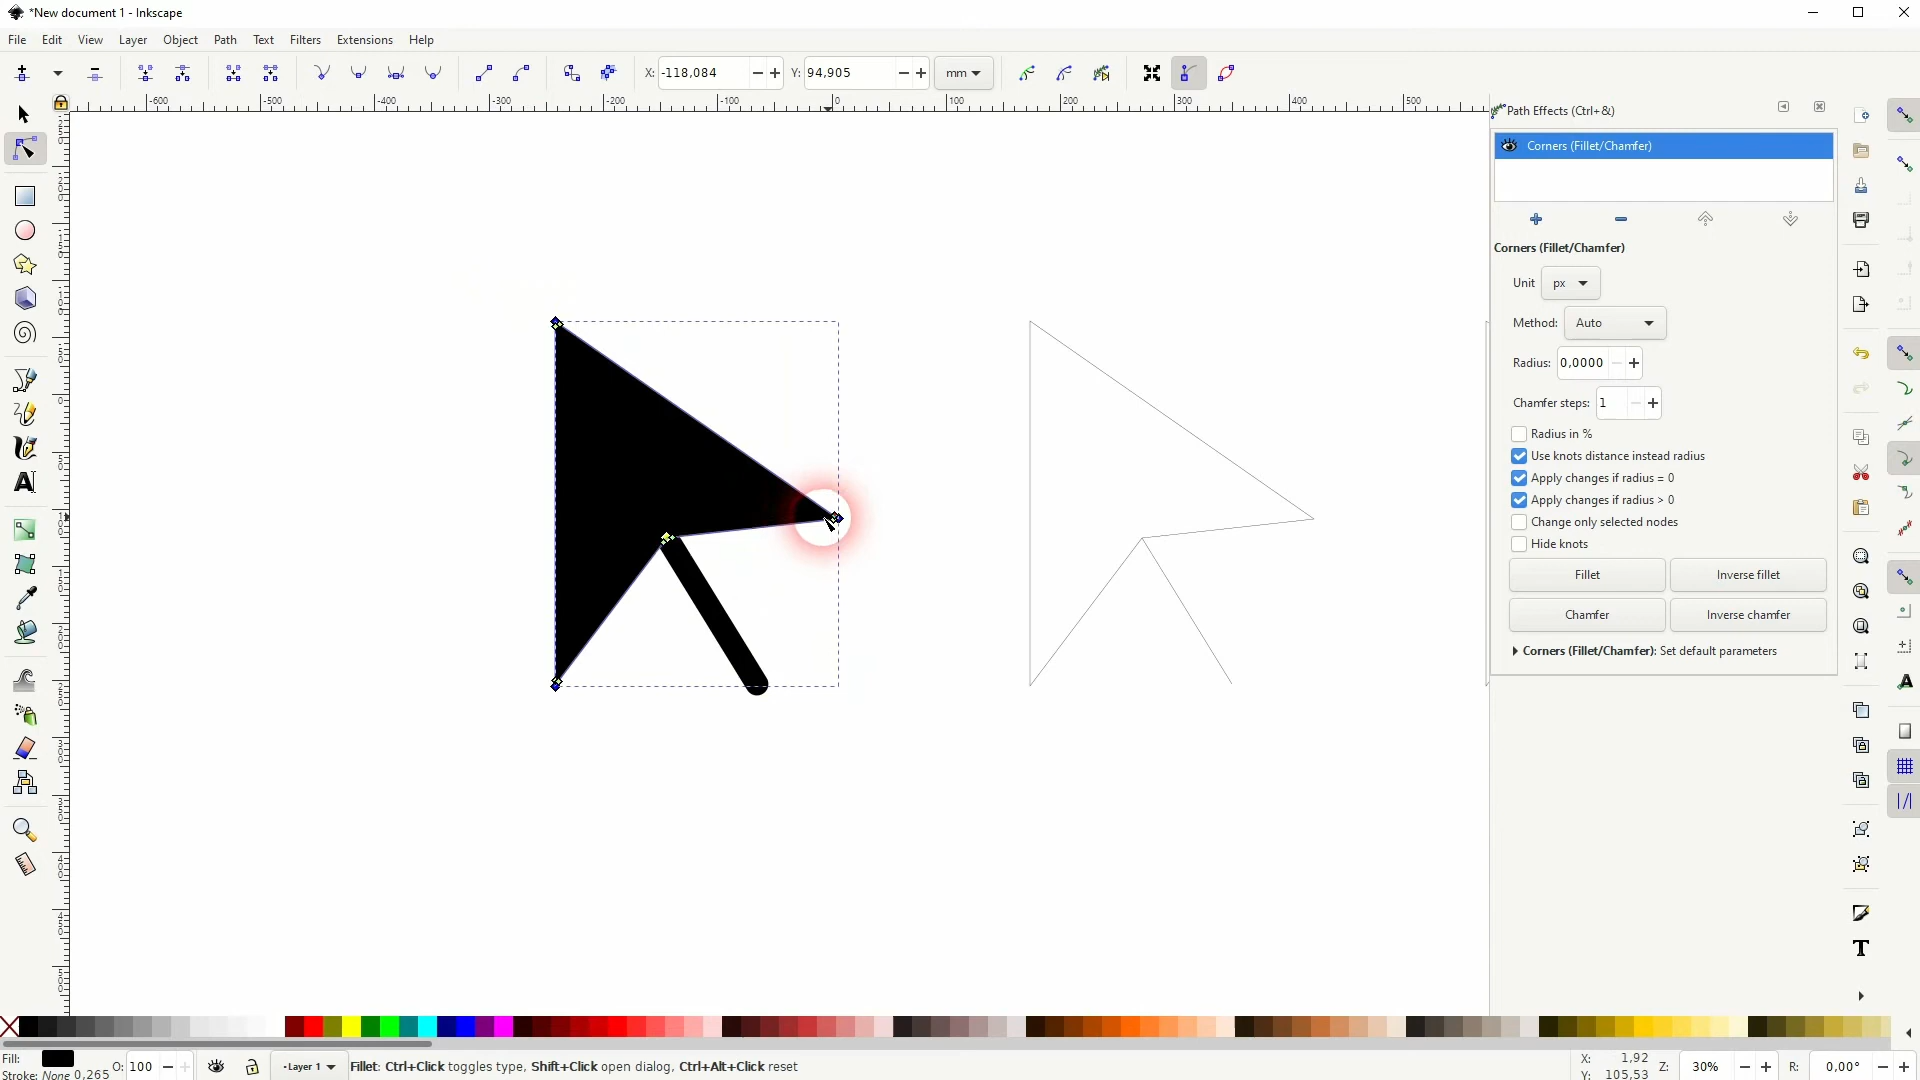 *New document 1 - Inkscape
File Edit View Layer Object Path Text Filters Extensions Help
X: -118,084 Y: 94,905 mm
-600 -500 -400 -300 -200 -100 0 100 200 300 400 500
Path Effects (Ctrl+&)
Corners (Fillet/Chamfer)
Corners (Fillet/Chamfer)
Unit px
Method: Auto
Radius: 0,0000
Chamfer steps: 1
Radius in %
Use knots distance instead radius
Apply changes if radius = 0
Apply changes if radius > 0
Change only selected nodes
Hide knots
Fillet Inverse fillet
Chamfer Inverse chamfer
Corners (Fillet/Chamfer): Set default parameters
Fill: O: 100 Layer 1 Fillet: Ctrl+Click toggles type, Shift+Click open dialog, Ctrl+Alt+Click reset X: 1,92 Z: 30% R: 0,00°
Stroke: None 0,265 Y: 105,53